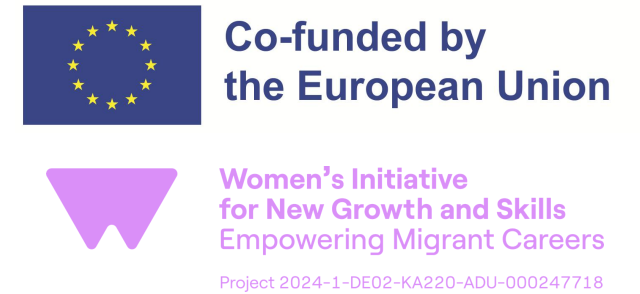 Co-funded by
the European Union
Women's Initiative
for New Growth and Skills
Empowering Migrant Careers
Project 2024-1-DE02-KA220-ADU-000247718